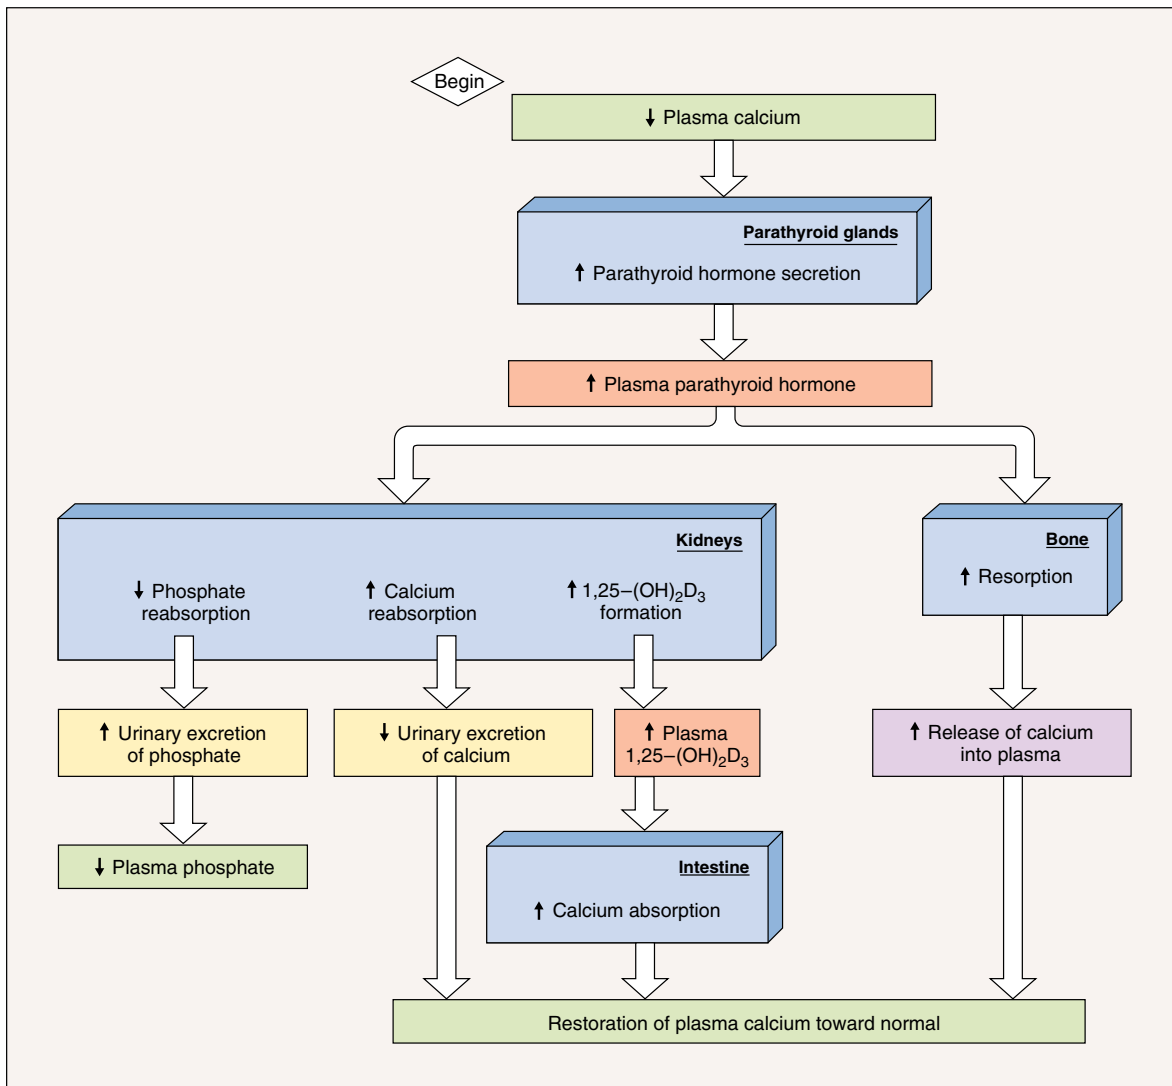 Begin
↓ Plasma calcium
Parathyroid glands
↑ Parathyroid hormone secretion
↑ Plasma parathyroid hormone
Kidneys
↓ Phosphate
reabsorption
↑ Calcium
reabsorption
↑ 1,25–(OH)₂D₃
formation
Bone
↑ Resorption
↑ Urinary excretion
of phosphate
↓ Urinary excretion
of calcium
↑ Plasma
1,25–(OH)₂D₃
↑ Release of calcium
into plasma
↓ Plasma phosphate
Intestine
↑ Calcium absorption
Restoration of plasma calcium toward normal